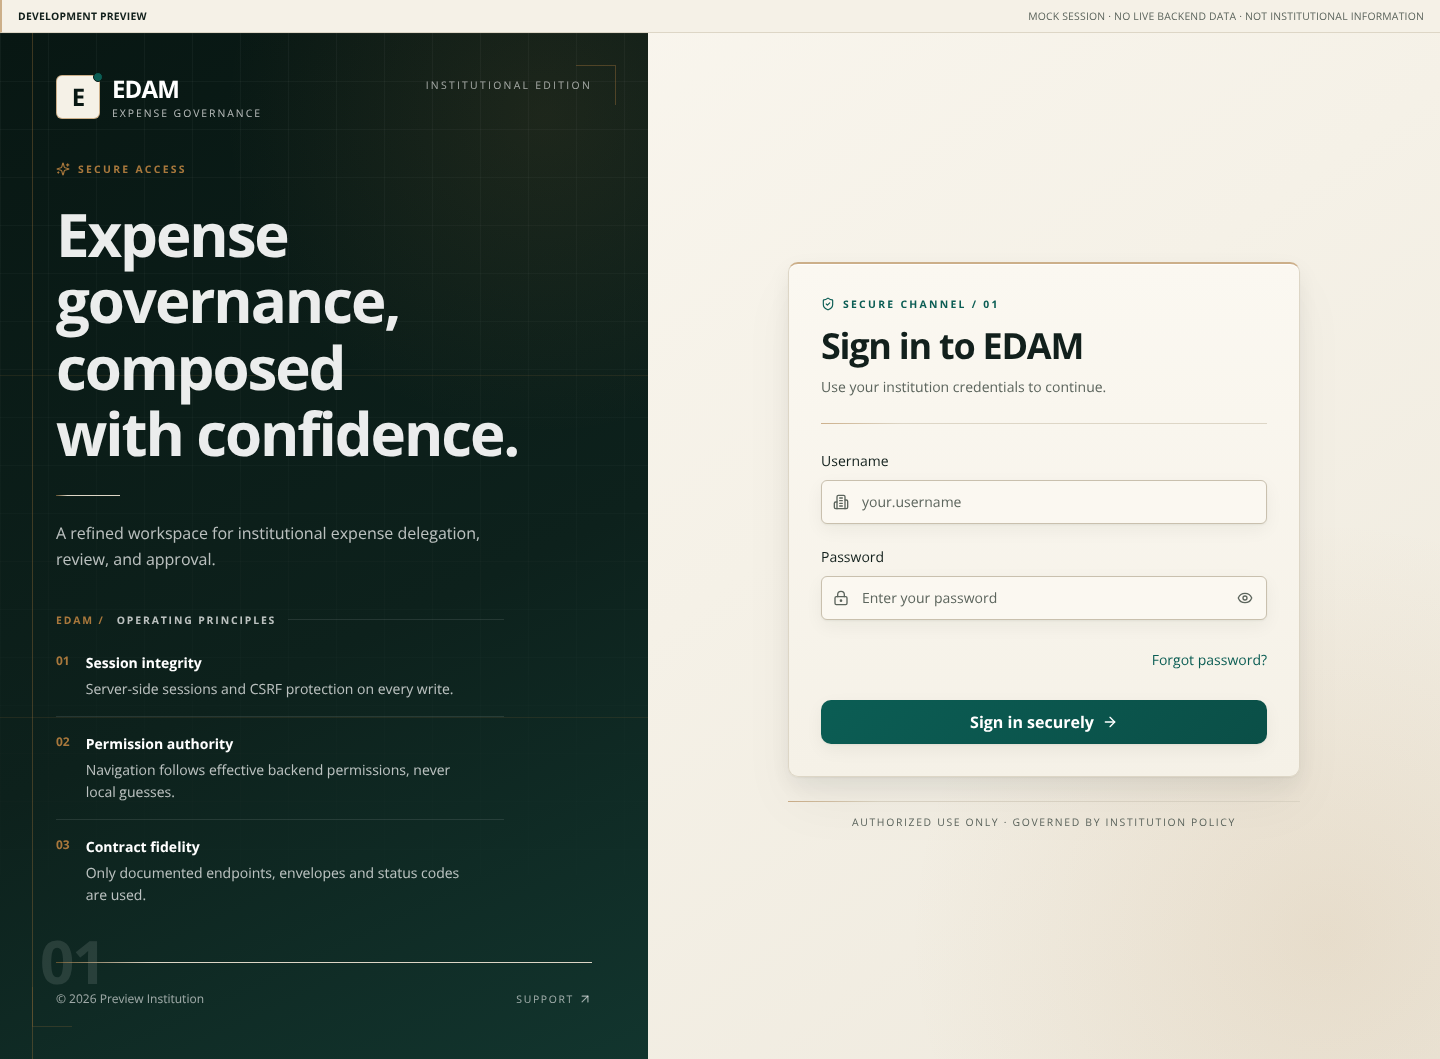 DEVELOPMENT PREVIEW
MOCK SESSION · NO LIVE BACKEND DATA · NOT INSTITUTIONAL INFORMATION
E
EDAM
EXPENSE GOVERNANCE
INSTITUTIONAL EDITION
SECURE ACCESS
Expense
governance,
composed
with confidence.
A refined workspace for institutional expense delegation,
review, and approval.
EDAM / OPERATING PRINCIPLES
01 Session integrity
Server-side sessions and CSRF protection on every write.
02 Permission authority
Navigation follows effective backend permissions, never
local guesses.
03 Contract fidelity
Only documented endpoints, envelopes and status codes
are used.
01
© 2026 Preview Institution
SUPPORT
SECURE CHANNEL / 01
Sign in to EDAM
Use your institution credentials to continue.
Username
your.username
Password
Enter your password
Forgot password?
Sign in securely
AUTHORIZED USE ONLY · GOVERNED BY INSTITUTION POLICY